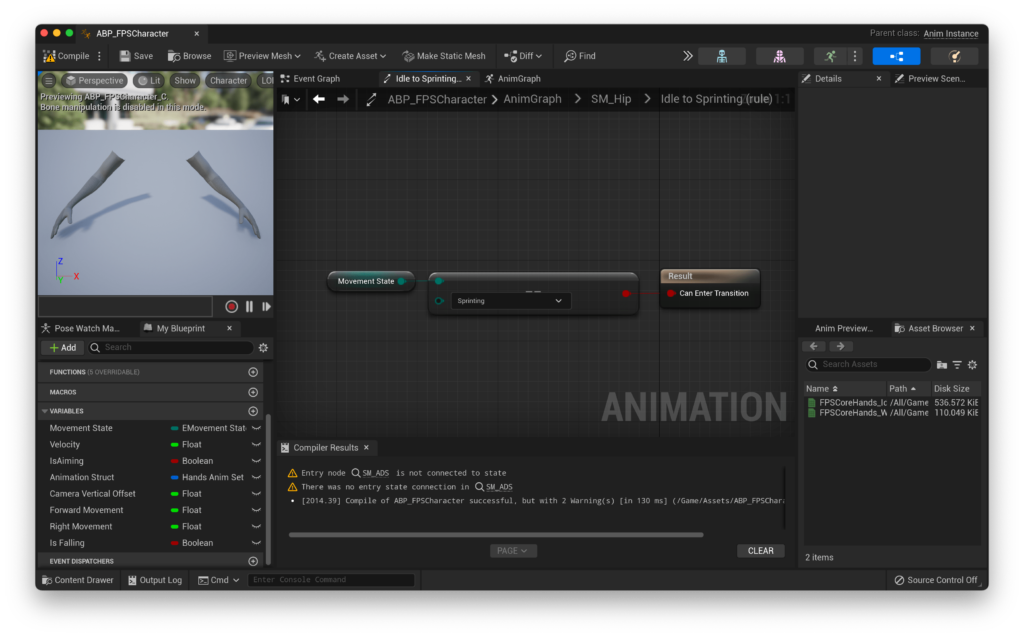 ABP_FPSCharacter
Parent class: Anim Instance
Compile
Save
Browse
Preview Mesh
Create Asset
Make Static Mesh
Diff
Find
Perspective
Lit
Show
Character
LOI
Previewing ABP_FPSCharacter_C.
Bone manipulation is disabled in this mode.
Z
X
Y
Event Graph
Idle to Sprinting...
AnimGraph
ABP_FPSCharacter > AnimGraph > SM_Hip > Idle to Sprinting (rule)
1:1
Movement State
==
Sprinting
Result
Can Enter Transition
ANIMATION
Details
Preview Scen...
Pose Watch Ma...
My Blueprint
Add
Search
FUNCTIONS (5 OVERRIDABLE)
MACROS
VARIABLES
Movement State EMovement Stat
Velocity Float
IsAiming Boolean
Animation Struct Hands Anim Set
Camera Vertical Offset Float
Forward Movement Float
Right Movement Float
Is Falling Boolean
EVENT DISPATCHERS
Compiler Results
Entry node SM_ADS is not connected to state
There was no entry state connection in SM_ADS
• [2014.39] Compile of ABP_FPSCharacter successful, but with 2 Warning(s) [in 130 ms] (/Game/Assets/ABP_FPSChara
PAGE
CLEAR
Anim Preview...
Asset Browser
Search Assets
Name Path Disk Size
FPSCoreHands_Ic /All/Game 536.572 KiE
FPSCoreHands_W /All/Game 110.049 KiE
2 items
Content Drawer
Output Log
Cmd
Enter Console Command
Source Control Off